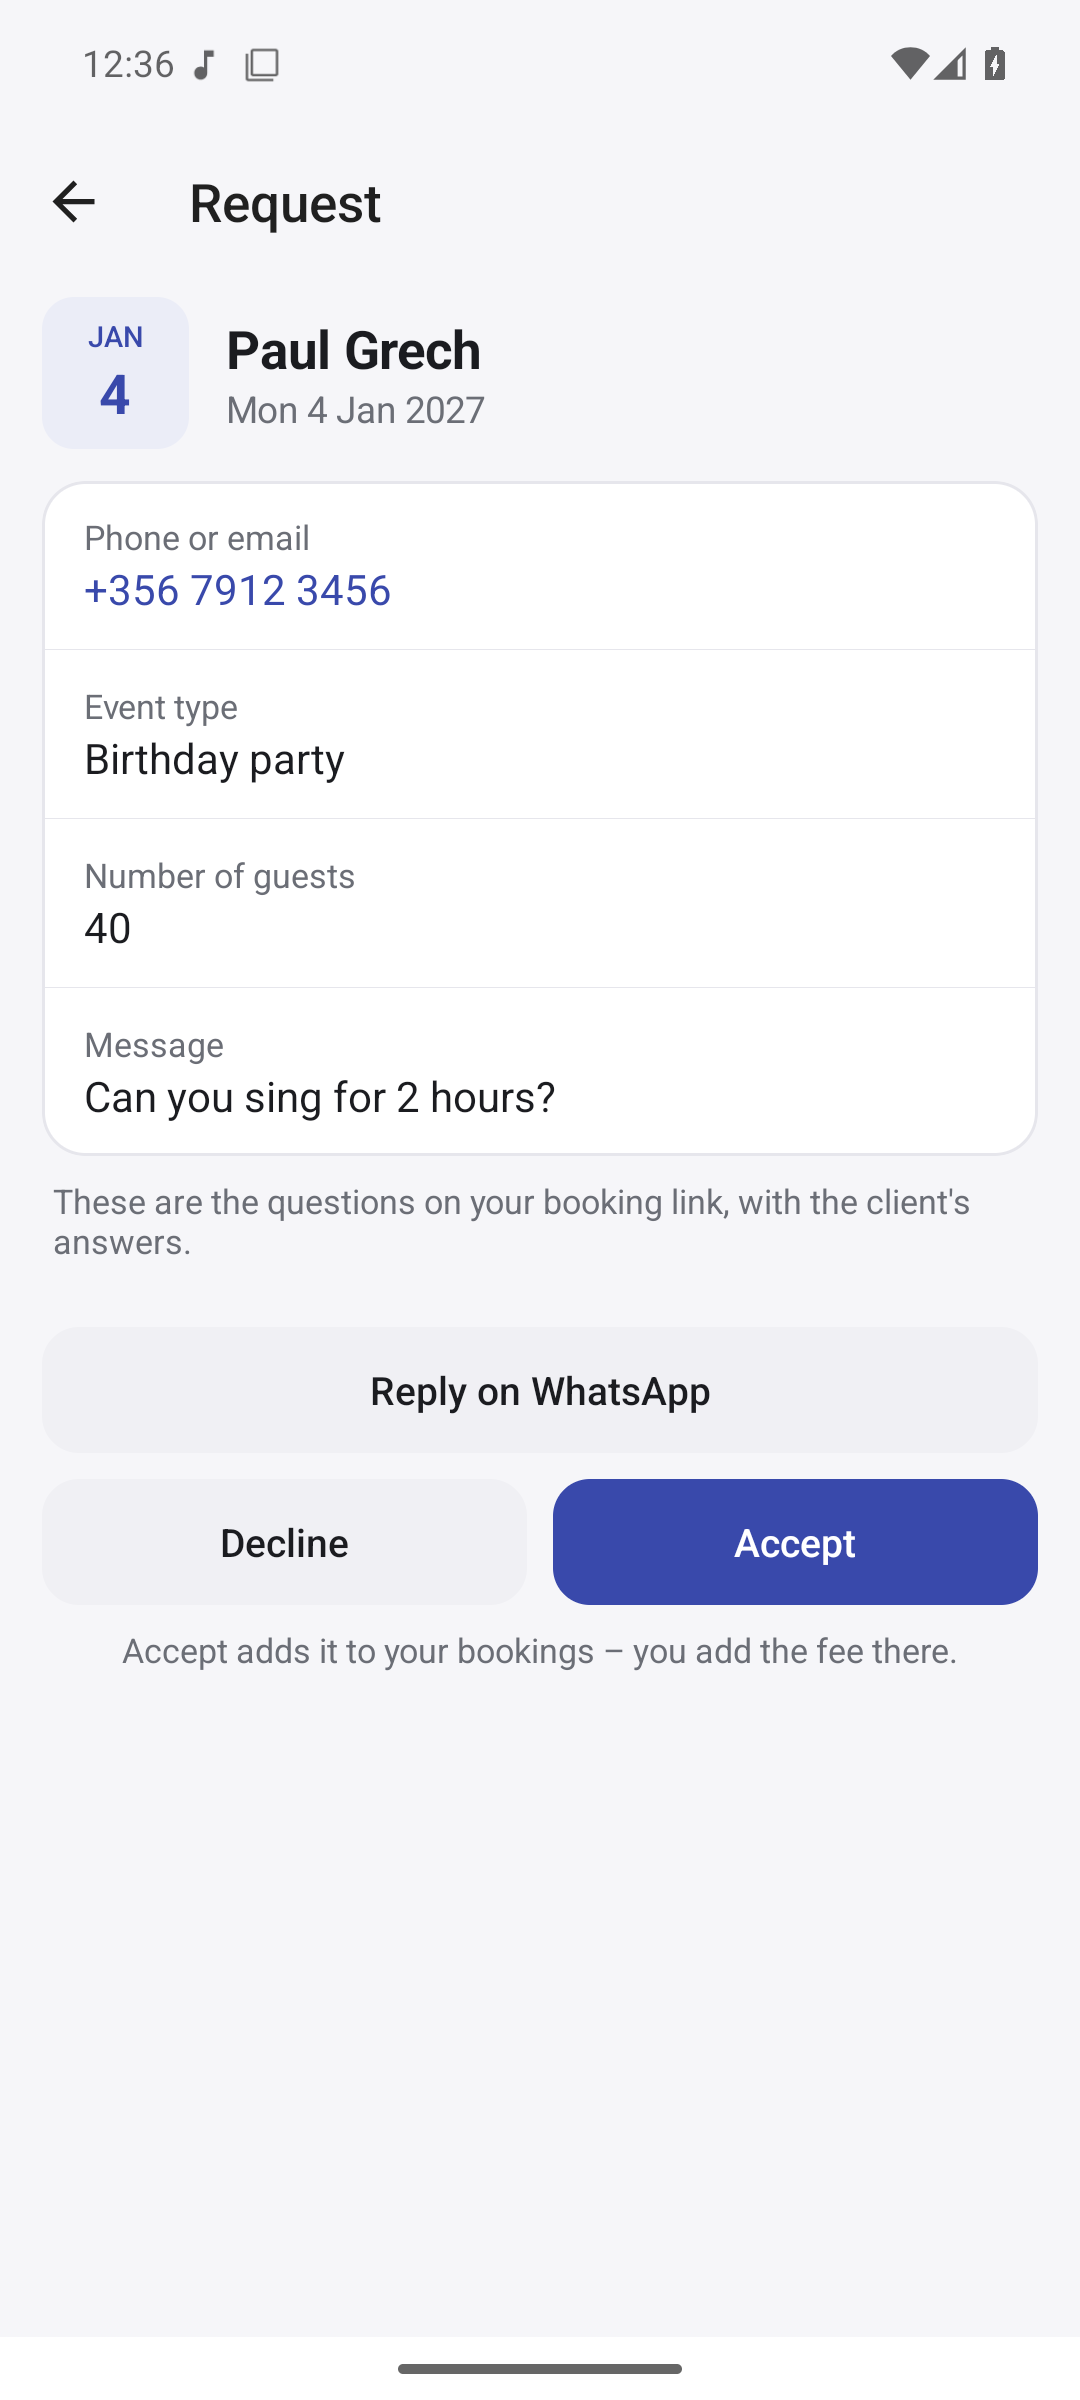 12:36
Request
JAN
4
Paul Grech
Mon 4 Jan 2027
Phone or email
+356 7912 3456
Event type
Birthday party
Number of guests
40
Message
Can you sing for 2 hours?
These are the questions on your booking link, with the client's
answers.
Reply on WhatsApp
Decline
Accept
Accept adds it to your bookings – you add the fee there.